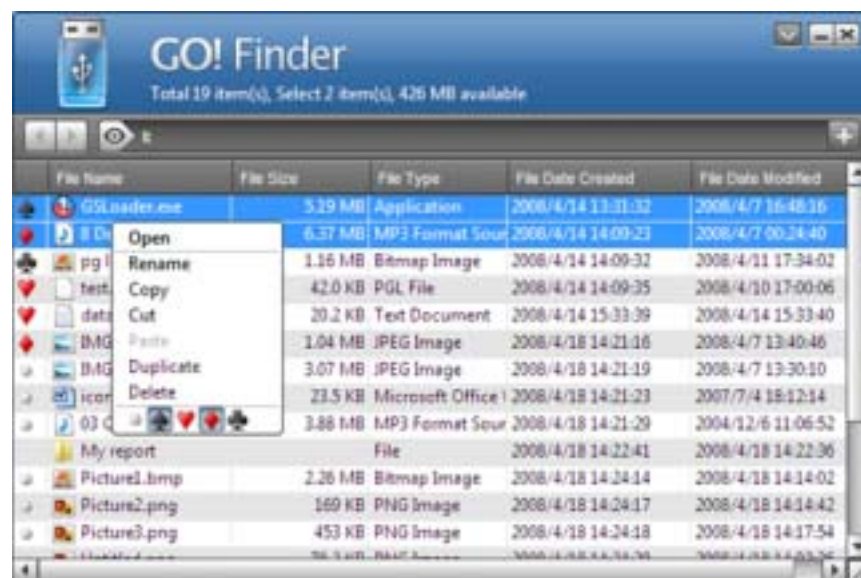 GO! Finder
Total 19 item(s), Select 2 item(s), 426 MB available
File Name File Size File Type File Date Created File Date Modified
GSLoader.exe 5.29 MB Application 2008/4/14 13:31:32 2008/4/7 16:48:16
6.37 MB MP3 Format Sour 2008/4/14 14:09:23 2008/4/7 00:24:40
Open
pg 1.16 MB Bitmap Image 2008/4/14 14:09:32 2008/4/11 17:34:02
Rename
test 42.0 KB PGL File 2008/4/14 14:09:35 2008/4/10 17:00:06
Copy
data 20.2 KB Text Document 2008/4/14 15:33:39 2008/4/14 15:33:40
Cut
IMG 1.04 MB JPEG Image 2008/4/18 14:21:16 2008/4/7 13:40:46
Paste
IMG 3.07 MB JPEG Image 2008/4/18 14:21:19 2008/4/7 13:30:10
Duplicate
icon 23.5 KB Microsoft Office 2008/4/18 14:21:23 2007/7/4 18:12:14
Delete
03 3.88 MB MP3 Format Sour 2008/4/18 14:21:29 2004/12/6 11:06:52
My report File 2008/4/18 14:22:41 2008/4/18 14:22:36
Picture1.bmp 2.26 MB Bitmap Image 2008/4/18 14:24:14 2008/4/18 14:14:02
Picture2.png 169 KB PNG Image 2008/4/18 14:24:17 2008/4/18 14:14:42
Picture3.png 453 KB PNG Image 2008/4/18 14:24:18 2008/4/18 14:17:54